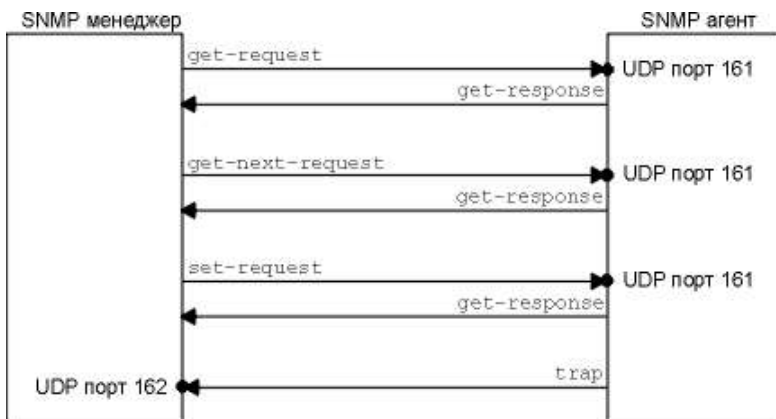 SNMP менеджер
SNMP агент
get-request
UDP порт 161
get-response
get-next-request
UDP порт 161
get-response
set-request
UDP порт 161
get-response
trap
UDP порт 162